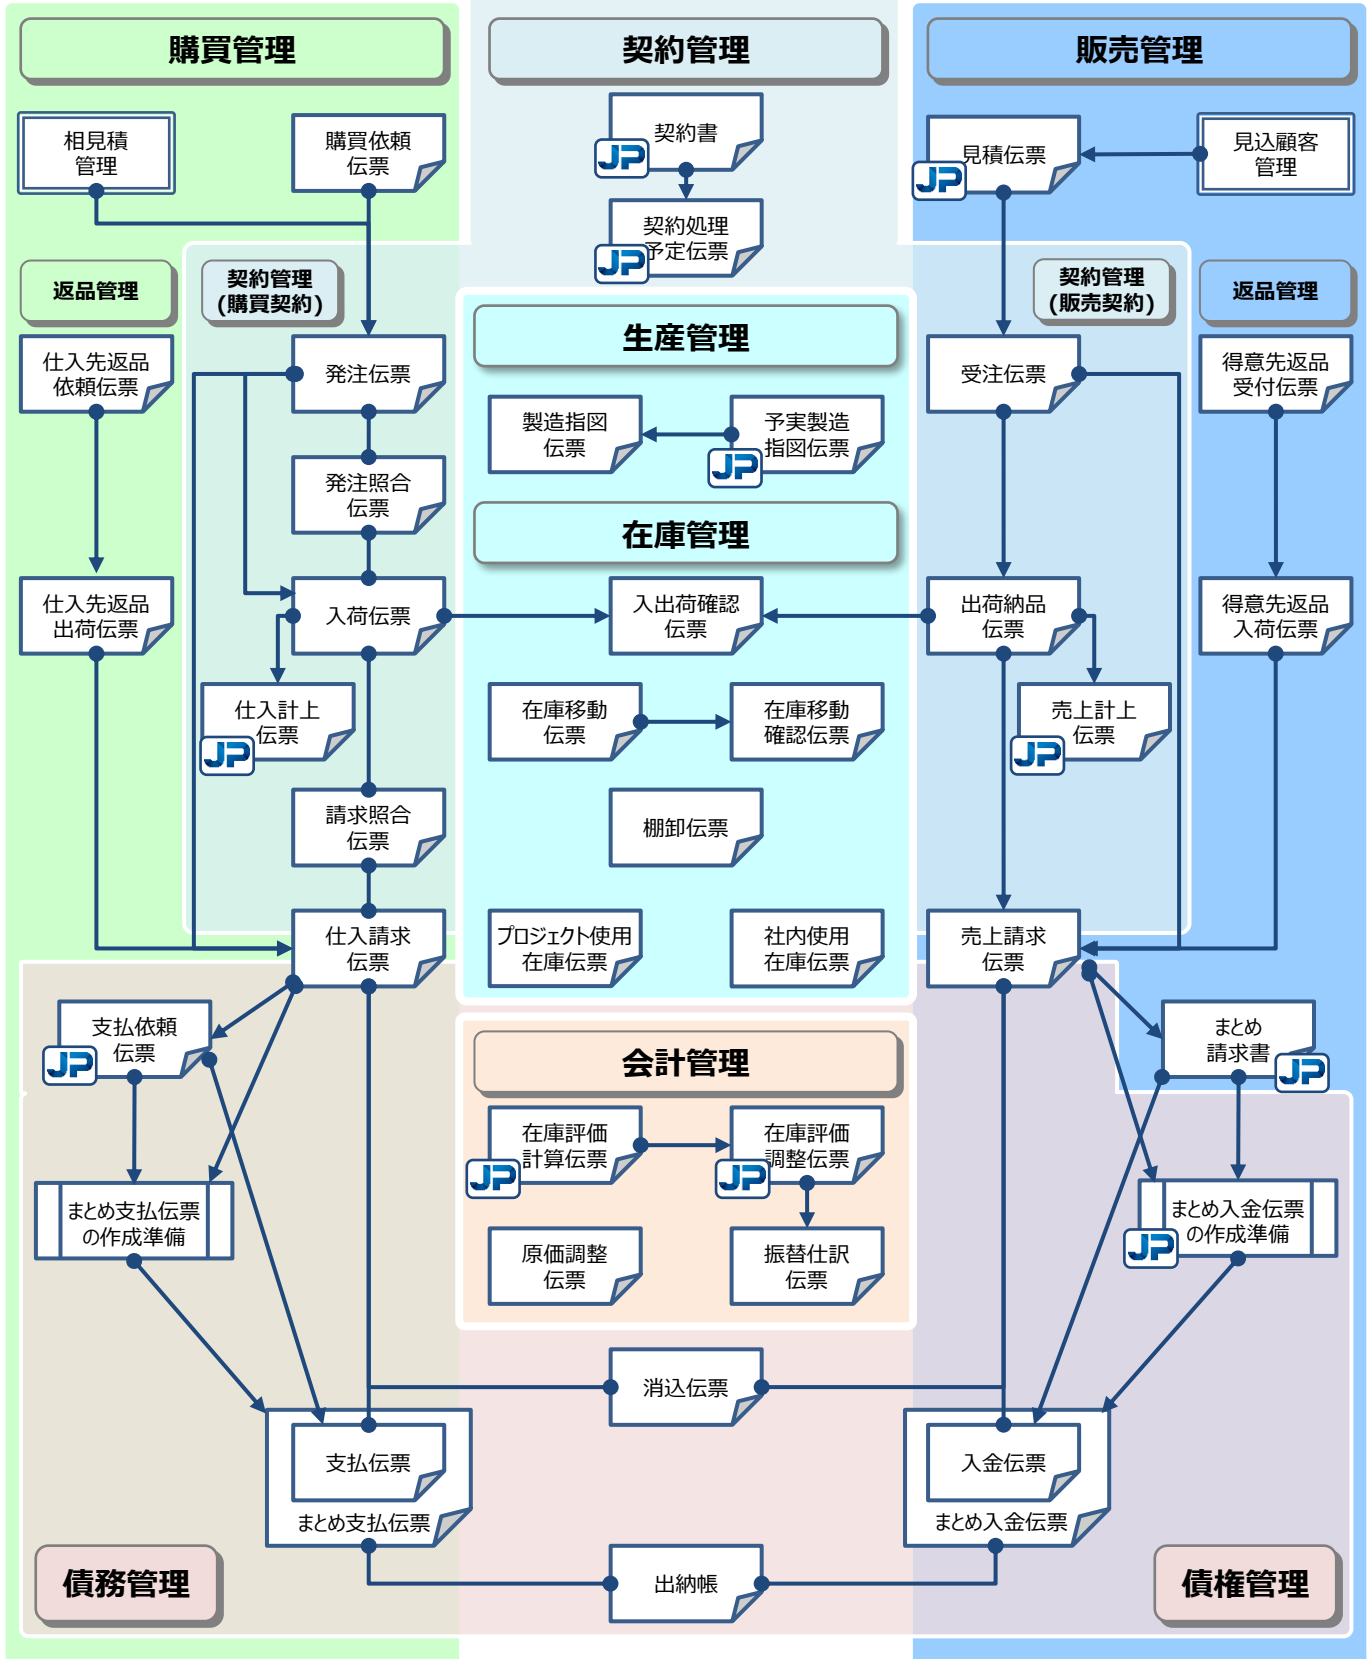 購買管理
契約管理
販売管理
相見積
管理
購買依頼
伝票
契約書
JP
見積伝票
JP
見込顧客
管理
契約処理
予定伝票
JP
返品管理
契約管理
(購買契約)
契約管理
(販売契約)
返品管理
生産管理
仕入先返品
依頼伝票
発注伝票
受注伝票
得意先返品
受付伝票
製造指図
伝票
予実製造
指図伝票
JP
発注照合
伝票
在庫管理
仕入先返品
出荷伝票
入荷伝票
入出荷確認
伝票
出荷納品
伝票
得意先返品
入荷伝票
仕入計上
伝票
JP
在庫移動
伝票
在庫移動
確認伝票
売上計上
伝票
JP
請求照合
伝票
棚卸伝票
仕入請求
伝票
プロジェクト使用
在庫伝票
社内使用
在庫伝票
売上請求
伝票
支払依頼
伝票
JP
会計管理
まとめ
請求書
JP
在庫評価
計算伝票
JP
在庫評価
調整伝票
JP
まとめ支払伝票
の作成準備
まとめ入金伝票
の作成準備
JP
原価調整
伝票
振替仕訳
伝票
消込伝票
支払伝票
まとめ支払伝票
入金伝票
まとめ入金伝票
債務管理
出納帳
債権管理